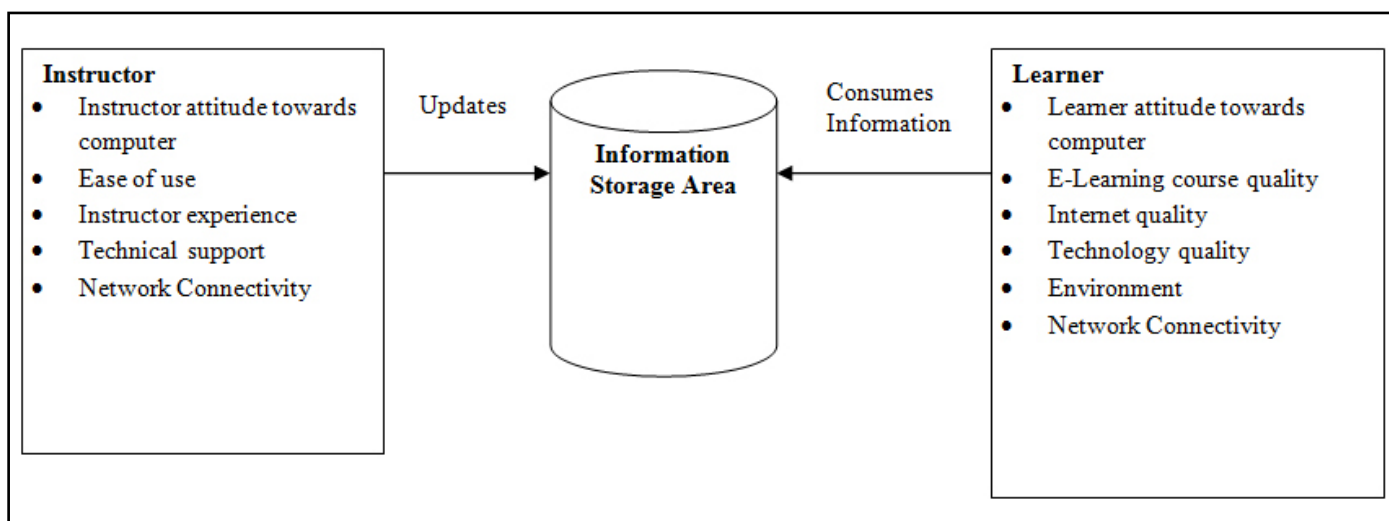 Instructor
• Instructor attitude towards
computer
• Ease of use
• Instructor experience
• Technical support
• Network Connectivity
Updates
Information
Storage Area
Consumes
Information
Learner
• Learner attitude towards
computer
• E-Learning course quality
• Internet quality
• Technology quality
• Environment
• Network Connectivity